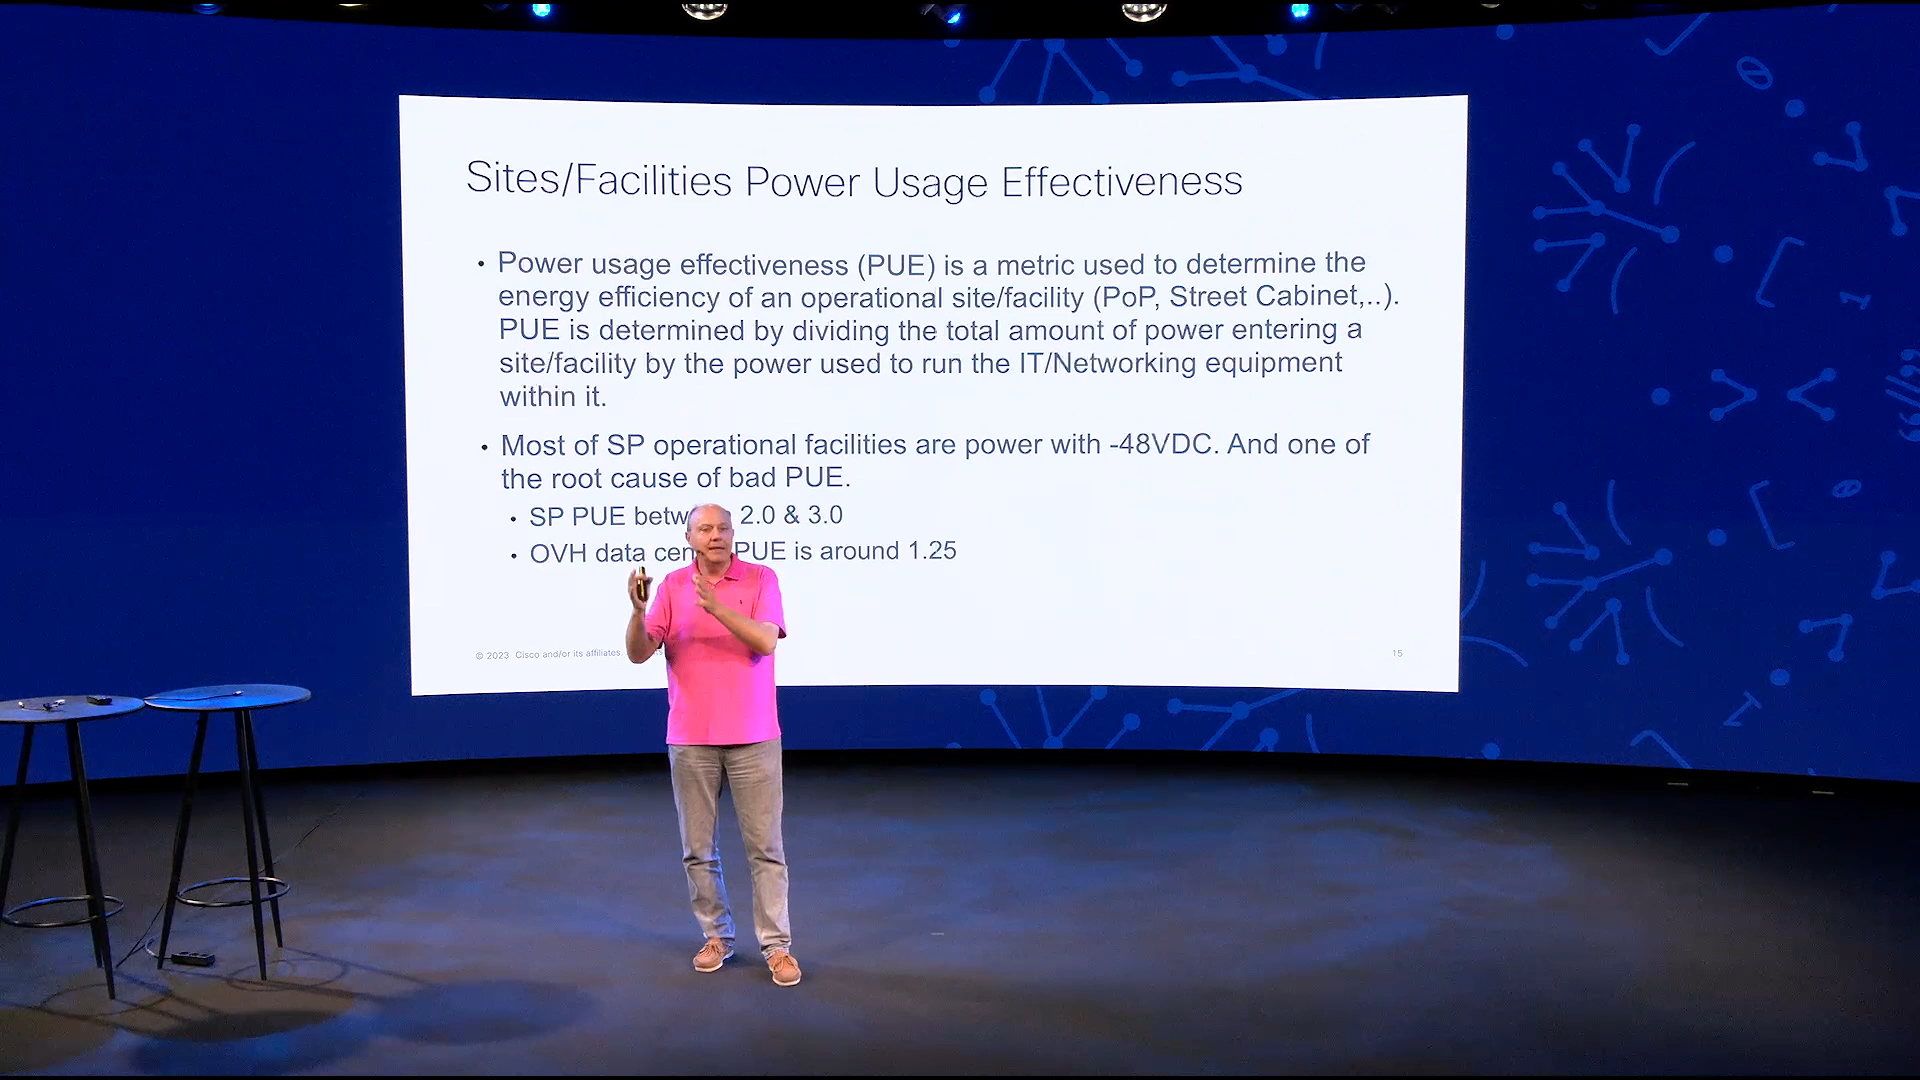 Sites/Facilities Power Usage Effectiveness
• Power usage effectiveness (PUE) is a metric used to determine the
energy efficiency of an operational site/facility (PoP, Street Cabinet,..).
PUE is determined by dividing the total amount of power entering a
site/facility by the power used to run the IT/Networking equipment
within it.
• Most of SP operational facilities are power with -48VDC. And one of
the root cause of bad PUE.
• SP PUE 2.0 & 3.0
• OVH data PUE is around 1.25
© 2023 Cisco and/or its affiliates.
15